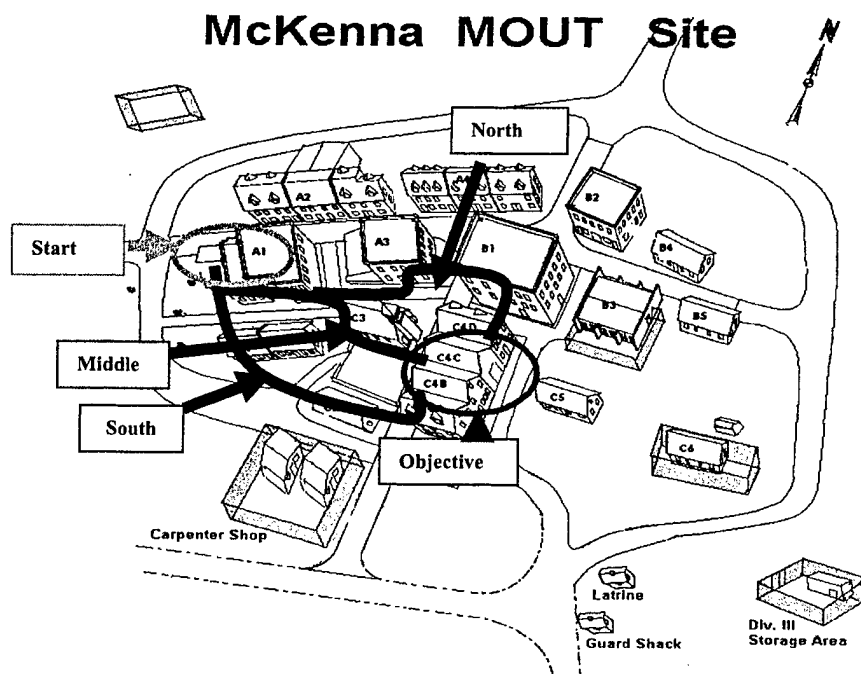 McKenna MOUT Site
N
North
A2
B2
Start
A1
A3
B1
B4
B3
B5
C3
C4D
Middle
C4C
C4B
C5
South
Objective
C6
Carpenter Shop
Latrine
Guard Shack
Div. III
Storage Area